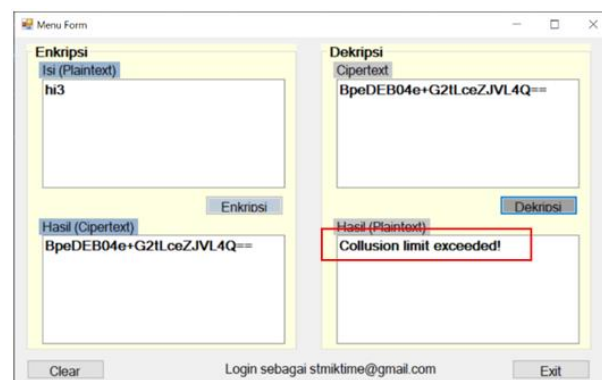 Menu Form
Enkripsi
Isi (Plaintext)
hi3
Enkripsi
Hasil (Cipertext)
BpeDEB04e+G2tLceZJVL4Q==
Dekripsi
Cipertext
BpeDEB04e+G2tLceZJVL4Q==
Dekripsi
Hasil (Plaintext)
Collusion limit exceeded!
Clear
Login sebagai stmiktime@gmail.com
Exit